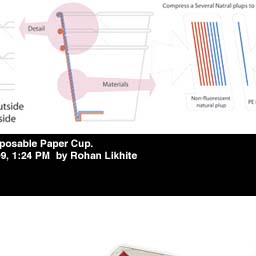 Compress a Several Natral plups to
Detail
Materials
Non-fluorescent
natural plup
PE
utside
side
posable Paper Cup.
9, 1:24 PM by Rohan Likhite